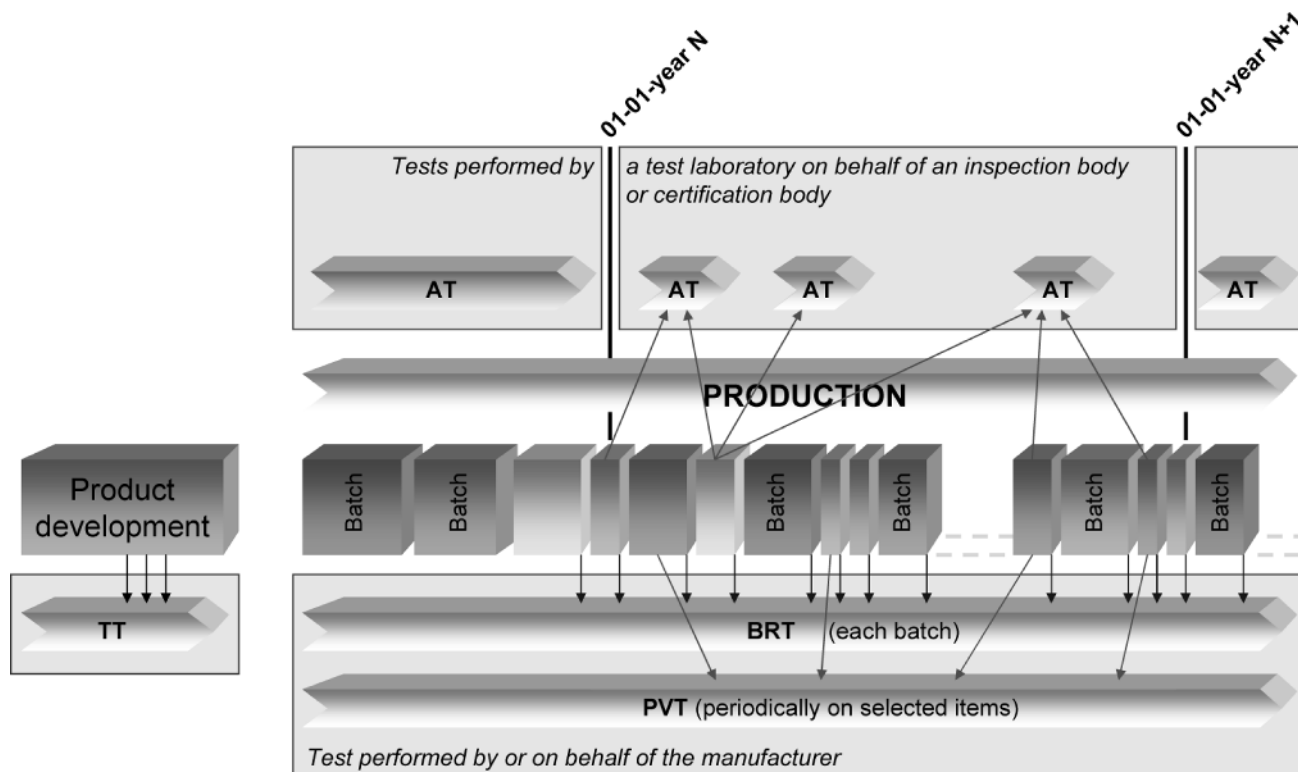 01-01-year N
01-01-year N+1
Tests performed by
a test laboratory on behalf of an inspection body
or certification body
AT
AT
AT
AT
AT
PRODUCTION
Product
development
Batch
Batch
Batch
Batch
Batch
Batch
TT
BRT (each batch)
PVT (periodically on selected items)
Test performed by or on behalf of the manufacturer